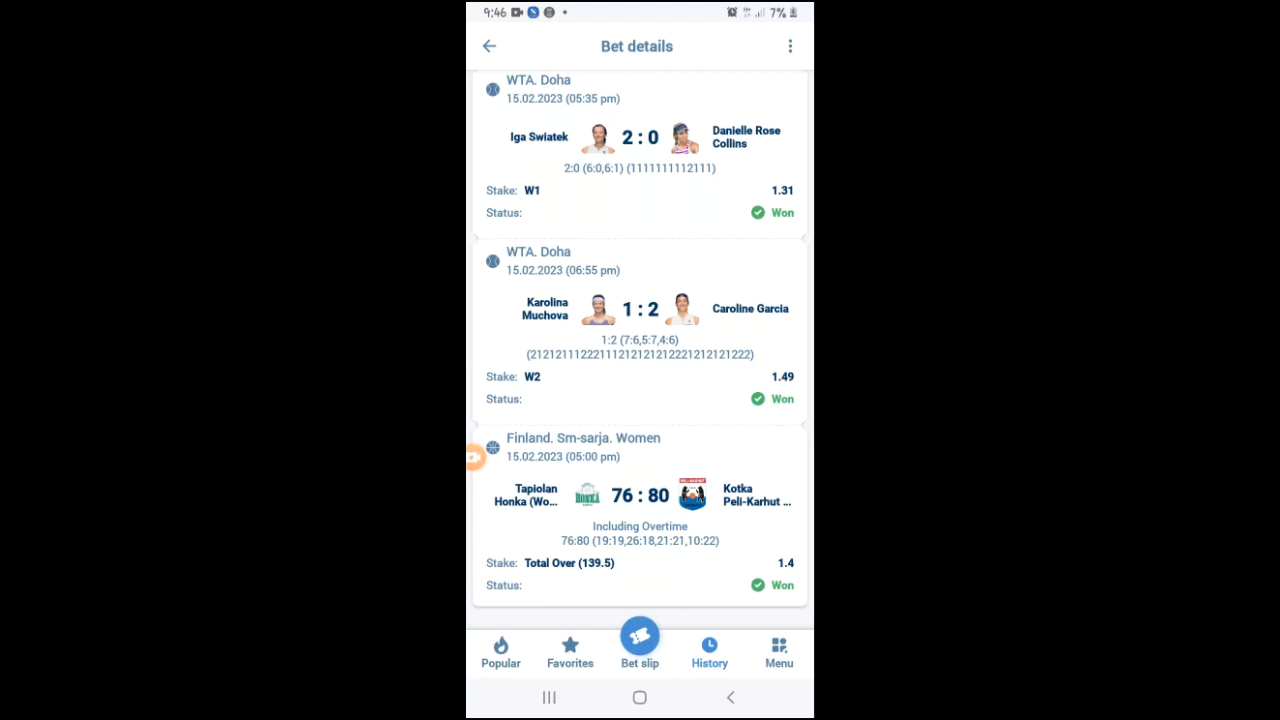 9:46 7%
Bet details
WTA. Doha
15.02.2023 (05:35 pm)
Iga Swiatek 2 : 0 Danielle Rose Collins
2:0 (6:0,6:1) (1111111112111)
Stake: W1 1.31
Status: Won
WTA. Doha
15.02.2023 (06:55 pm)
Karolina Muchova 1 : 2 Caroline Garcia
1:2 (7:6,5:7,4:6)
(21212111222111212121212221212121222)
Stake: W2 1.49
Status: Won
Finland. Sm-sarja. Women
15.02.2023 (05:00 pm)
Tapiolan Honka (Wo... HONKA 76 : 80 PELI-KARHUT Kotka Peli-Karhut ...
Including Overtime
76:80 (19:19,26:18,21:21,10:22)
Stake: Total Over (139.5) 1.4
Status: Won
Popular Favorites Bet slip History Menu